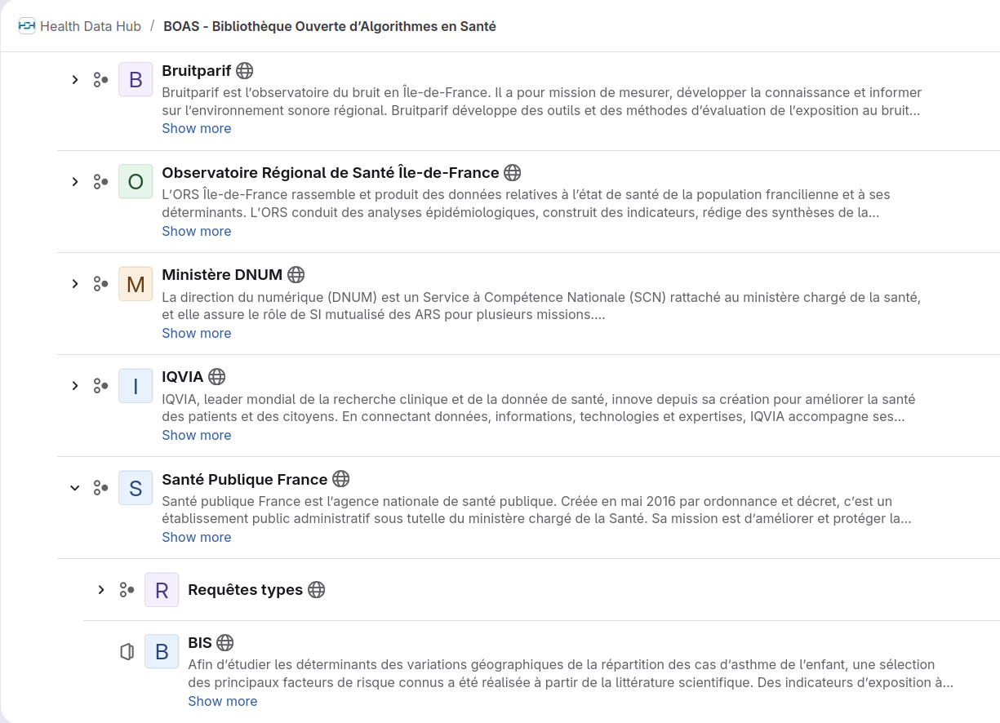 Health Data Hub / BOAS - Bibliothèque Ouverte d’Algorithmes en Santé
B Bruitparif
Bruitparif est l’observatoire du bruit en Île-de-France. Il a pour mission de mesurer, développer la connaissance et informer
sur l’environnement sonore régional. Bruitparif développe des outils et des méthodes d’évaluation de l’exposition au bruit...
Show more
O Observatoire Régional de Santé Île-de-France
L’ORS Île-de-France rassemble et produit des données relatives à l’état de santé de la population francilienne et à ses
déterminants. L’ORS conduit des analyses épidémiologiques, construit des indicateurs, rédige des synthèses de la...
Show more
M Ministère DNUM
La direction du numérique (DNUM) est un Service à Compétence Nationale (SCN) rattaché au ministère chargé de la santé,
et elle assure le rôle de SI mutualisé des ARS pour plusieurs missions....
Show more
I IQVIA
IQVIA, leader mondial de la recherche clinique et de la donnée de santé, innove depuis sa création pour améliorer la santé
des patients et des citoyens. En connectant données, informations, technologies et expertises, IQVIA accompagne ses...
Show more
S Santé Publique France
Santé publique France est l’agence nationale de santé publique. Créée en mai 2016 par ordonnance et décret, c’est un
établissement public administratif sous tutelle du ministère chargé de la Santé. Sa mission est d’améliorer et protéger la...
Show more
R Requêtes types
B BIS
Afin d’étudier les déterminants des variations géographiques de la répartition des cas d’asthme de l’enfant, une sélection
des principaux facteurs de risque connus a été réalisée à partir de la littérature scientifique. Des indicateurs d’exposition à...
Show more